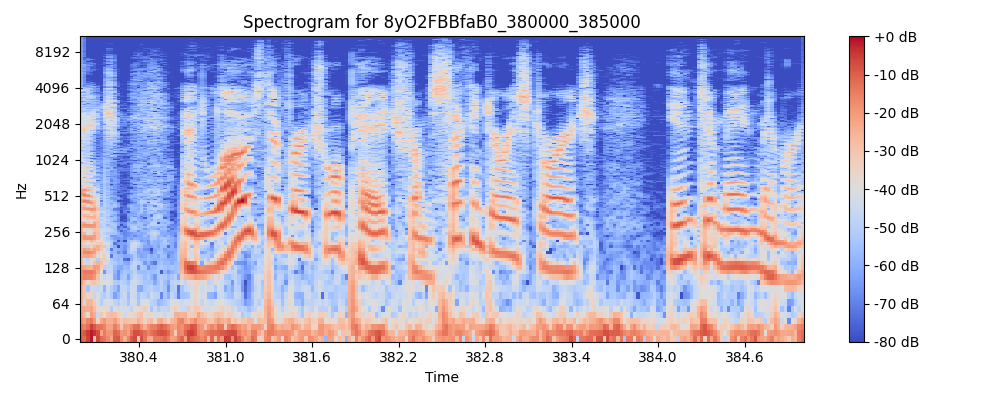 Spectrogram for 8yO2FBBfaB0_380000_385000
8192
4096
2048
1024
512
256
128
64
0
Hz
380.4
381.0
381.6
382.2
382.8
383.4
384.0
384.6
Time
+0 dB
-10 dB
-20 dB
-30 dB
-40 dB
-50 dB
-60 dB
-70 dB
-80 dB